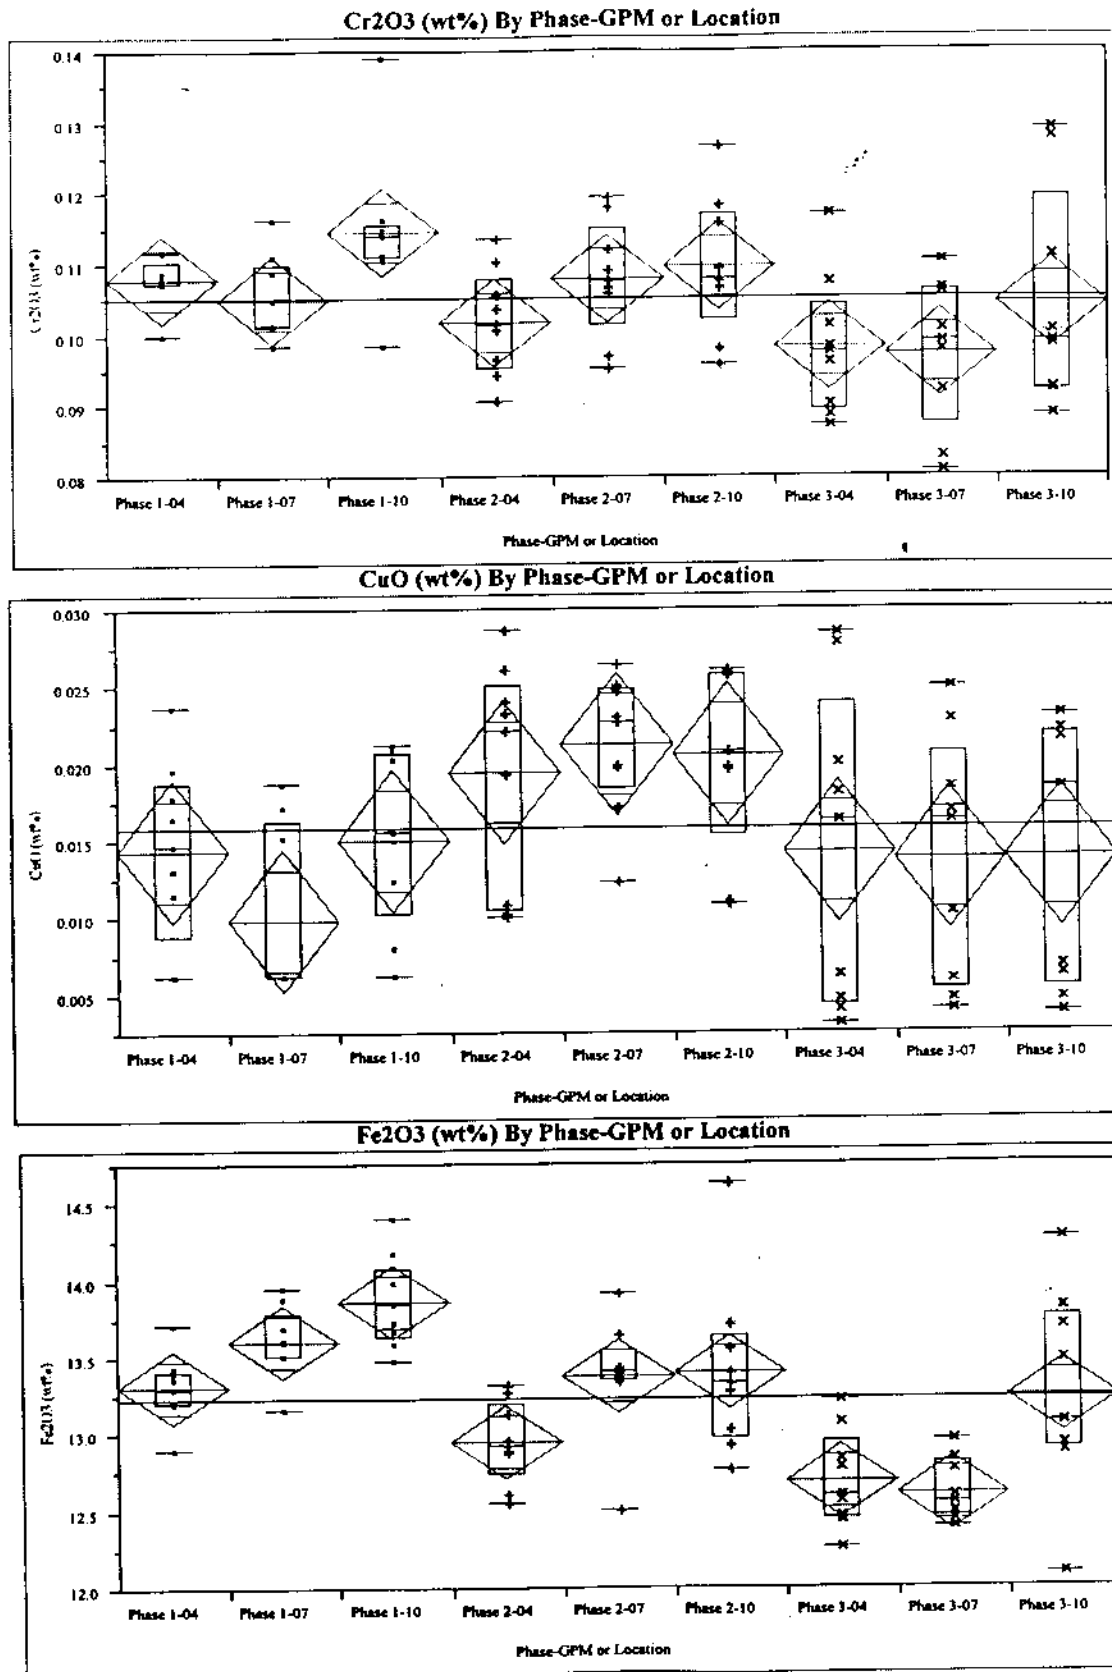 Cr2O3 (wt%) By Phase-GPM or Location
0.14
0.13
0.12
0.11
0.10
0.09
0.08
Cr2O3 (wt%)
Phase 1-04 Phase 1-07 Phase 1-10 Phase 2-04 Phase 2-07 Phase 2-10 Phase 3-04 Phase 3-07 Phase 3-10
Phase-GPM or Location
CuO (wt%) By Phase-GPM or Location
0.030
0.025
0.020
0.015
0.010
0.005
CuO (wt%)
Phase 1-04 Phase 1-07 Phase 1-10 Phase 2-04 Phase 2-07 Phase 2-10 Phase 3-04 Phase 3-07 Phase 3-10
Phase-GPM or Location
Fe2O3 (wt%) By Phase-GPM or Location
14.5
14.0
13.5
13.0
12.5
12.0
Fe2O3 (wt%)
Phase 1-04 Phase 1-07 Phase 1-10 Phase 2-04 Phase 2-07 Phase 2-10 Phase 3-04 Phase 3-07 Phase 3-10
Phase-GPM or Location